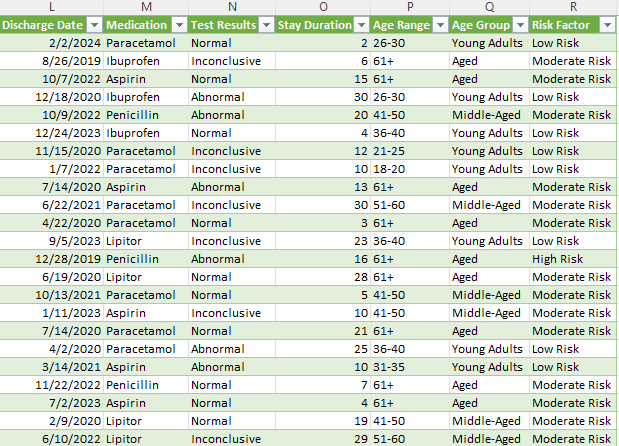 L M N O P Q R
Discharge Date Medication Test Results Stay Duration Age Range Age Group Risk Factor
2/2/2024 Paracetamol Normal 2 26-30 Young Adults Low Risk
8/26/2019 Ibuprofen Inconclusive 6 61+ Aged Moderate Risk
10/7/2022 Aspirin Normal 15 61+ Aged Moderate Risk
12/18/2020 Ibuprofen Abnormal 30 26-30 Young Adults Low Risk
10/9/2022 Penicillin Abnormal 20 41-50 Middle-Aged Moderate Risk
12/24/2023 Ibuprofen Normal 4 36-40 Young Adults Low Risk
11/15/2020 Paracetamol Inconclusive 12 21-25 Young Adults Low Risk
1/7/2022 Paracetamol Inconclusive 10 18-20 Young Adults Low Risk
7/14/2020 Aspirin Abnormal 13 61+ Aged Moderate Risk
6/22/2021 Paracetamol Inconclusive 30 51-60 Middle-Aged Moderate Risk
4/22/2020 Paracetamol Normal 3 61+ Aged Moderate Risk
9/5/2023 Lipitor Inconclusive 23 36-40 Young Adults Low Risk
12/28/2019 Penicillin Abnormal 16 61+ Aged High Risk
6/19/2020 Lipitor Normal 28 61+ Aged Moderate Risk
10/13/2021 Paracetamol Normal 5 41-50 Middle-Aged Moderate Risk
1/11/2023 Aspirin Inconclusive 10 41-50 Middle-Aged Moderate Risk
7/14/2020 Paracetamol Normal 21 61+ Aged Moderate Risk
4/2/2020 Paracetamol Abnormal 25 36-40 Young Adults Low Risk
3/14/2021 Aspirin Abnormal 10 31-35 Young Adults Low Risk
11/22/2022 Penicillin Normal 7 61+ Aged Moderate Risk
7/2/2023 Aspirin Normal 4 61+ Aged Moderate Risk
2/9/2020 Lipitor Normal 19 41-50 Middle-Aged Moderate Risk
6/10/2022 Lipitor Inconclusive 29 51-60 Middle-Aged Moderate Risk